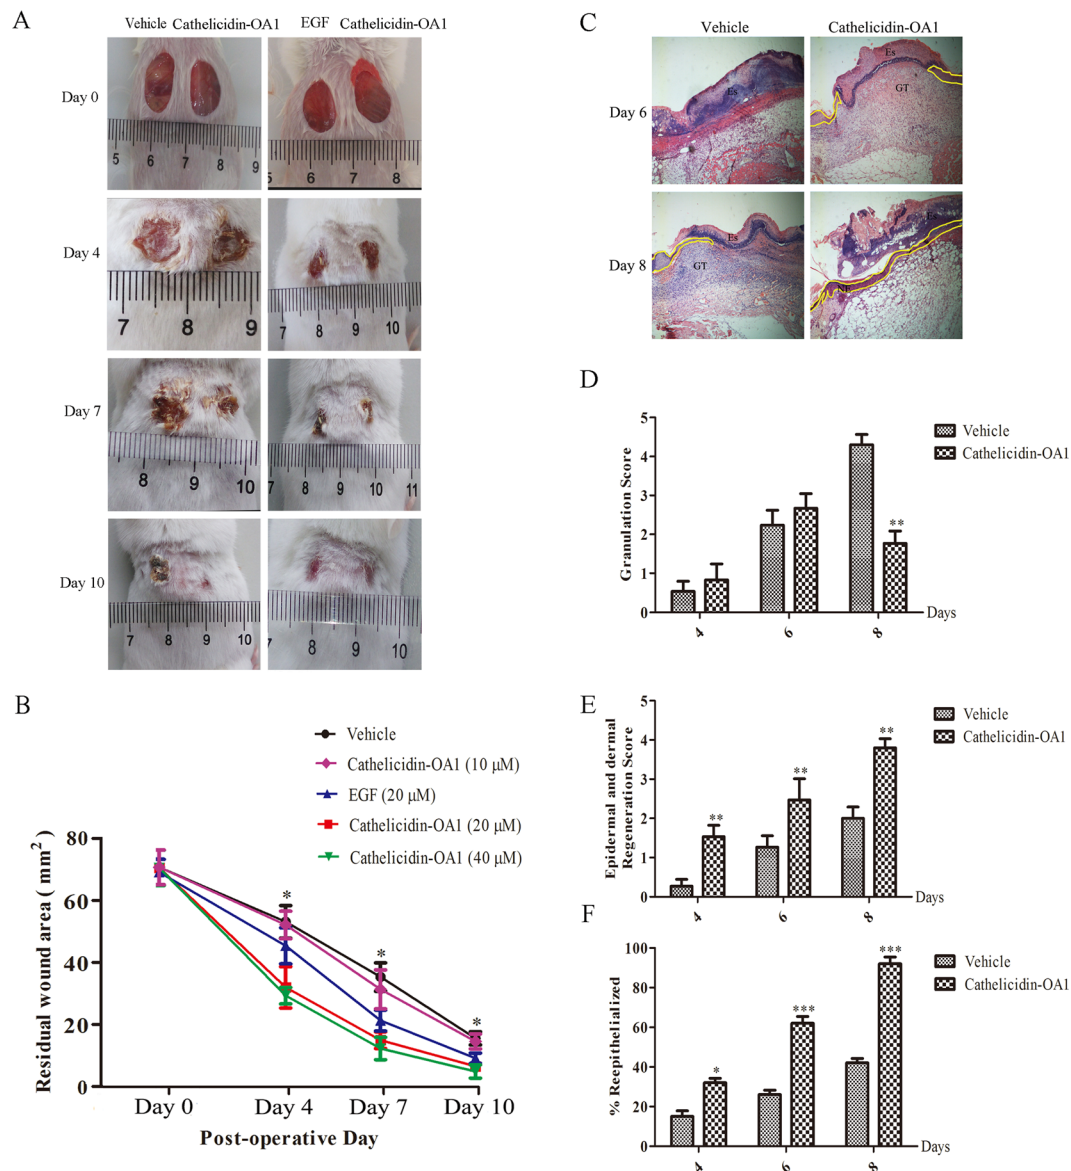 A
Vehicle Cathelicidin-OA1
EGF Cathelicidin-OA1
Day 0
5 6 7 8 9
5 6 7 8
Day 4
7 8 9
7 8 9 10
Day 7
8 9 10
7 8 9 10 11
Day 10
7 8 9 10
7 8 9 10
B
Vehicle
Cathelicidin-OA1 (10 μM)
EGF (20 μM)
Cathelicidin-OA1 (20 μM)
Cathelicidin-OA1 (40 μM)
Residual wound area ( mm²)
80
60
40
20
0
*
*
*
Day 0 Day 4 Day 7 Day 10
Post-operative Day
C
Vehicle Cathelicidin-OA1
Day 6
Es
Es
GT
Day 8
Es
GT
Es
NE
D
Granulation Score
5
4
3
2
1
0
**
4 6 8 Days
Vehicle
Cathelicidin-OA1
E
Epidermal and dermal
Regeneration Score
5
4
3
2
1
0
** ** **
4 6 8 Days
Vehicle
Cathelicidin-OA1
F
% Reepithelialized
100
80
60
40
20
0
* *** ***
4 6 8 Days
Vehicle
Cathelicidin-OA1